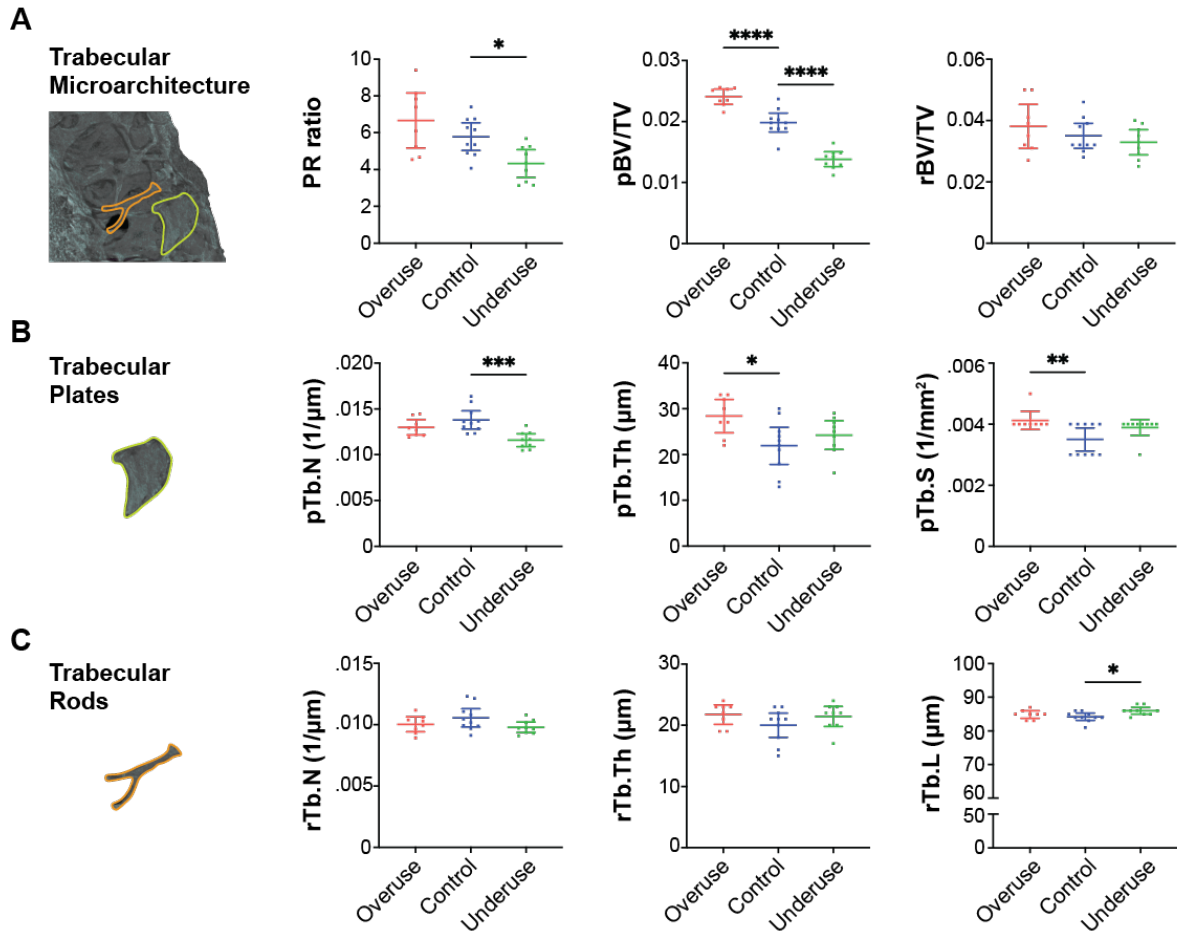 A
Trabecular
Microarchitecture
PR ratio
10
8
6
4
2
0
*
Overuse
Control
Underuse
pBV/TV
0.03
0.02
0.01
0
****
****
Overuse
Control
Underuse
rBV/TV
0.06
0.04
0.02
0
Overuse
Control
Underuse
B
Trabecular
Plates
pTb.N (1/µm)
.020
.015
.010
.005
0
***
Overuse
Control
Underuse
pTb.Th (µm)
40
30
20
10
0
*
Overuse
Control
Underuse
pTb.S (1/mm²)
.006
.004
.002
0
**
Overuse
Control
Underuse
C
Trabecular
Rods
rTb.N (1/µm)
.015
.010
.005
0
Overuse
Control
Underuse
rTb.Th (µm)
30
20
10
0
Overuse
Control
Underuse
rTb.L (µm)
100
90
80
70
60
50
0
*
Overuse
Control
Underuse